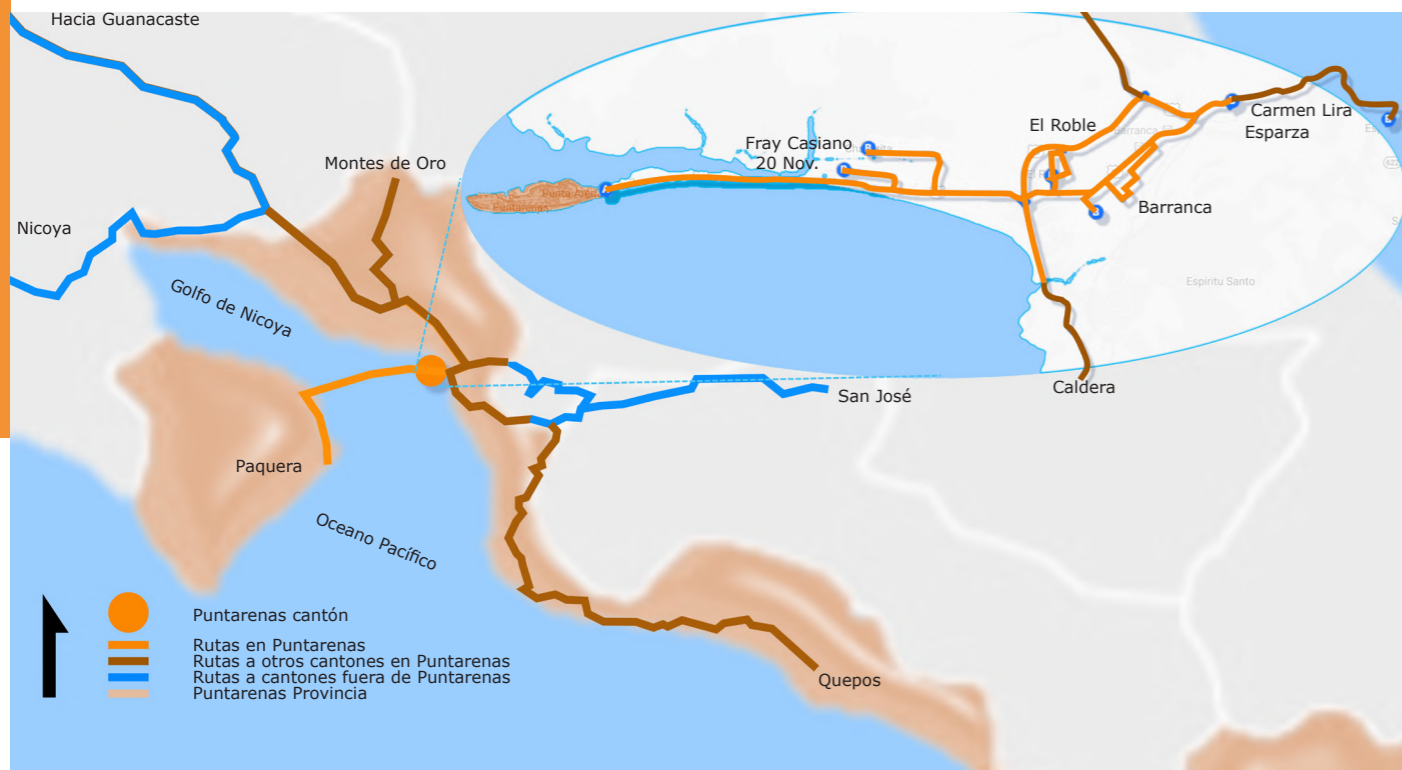 Hacia Guanacaste
Montes de Oro
Nicoya
Golfo de Nicoya
Fray Casiano
20 Nov.
El Roble
Carmen Lira
Esparza
Barranca
Barranca
Espiritu Santo
Caldera
San José
Paquera
Oceano Pacífico
Quepos
Puntarenas cantón
Rutas en Puntarenas
Rutas a otros cantones en Puntarenas
Rutas a cantones fuera de Puntarenas
Puntarenas Provincia